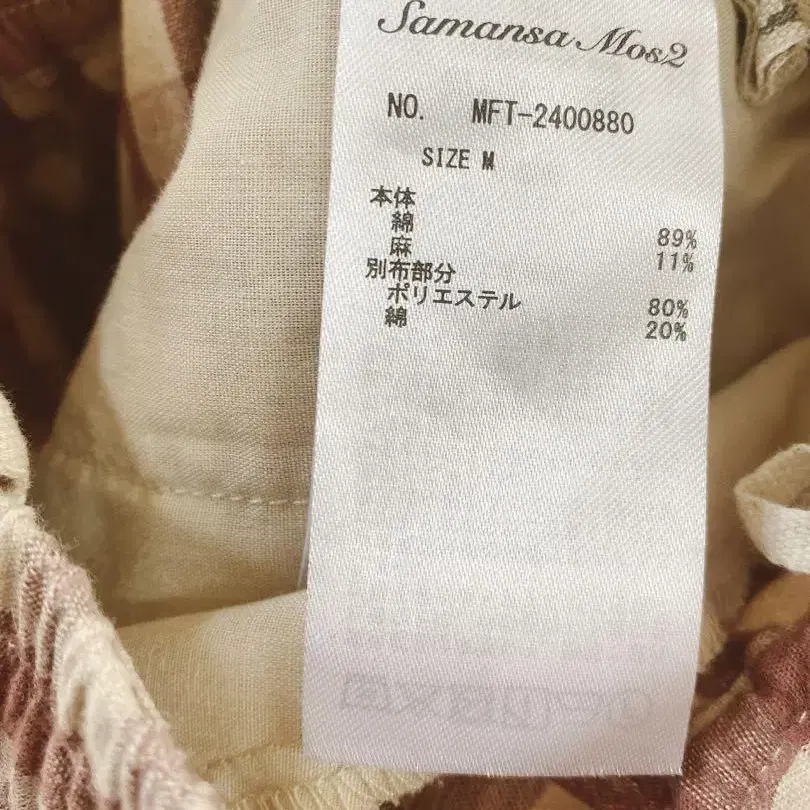 Samansa Mos2
NO. MFT-2400880
SIZE M
本体
綿 89%
麻 11%
別布部分
ポリエステル 80%
綿 20%